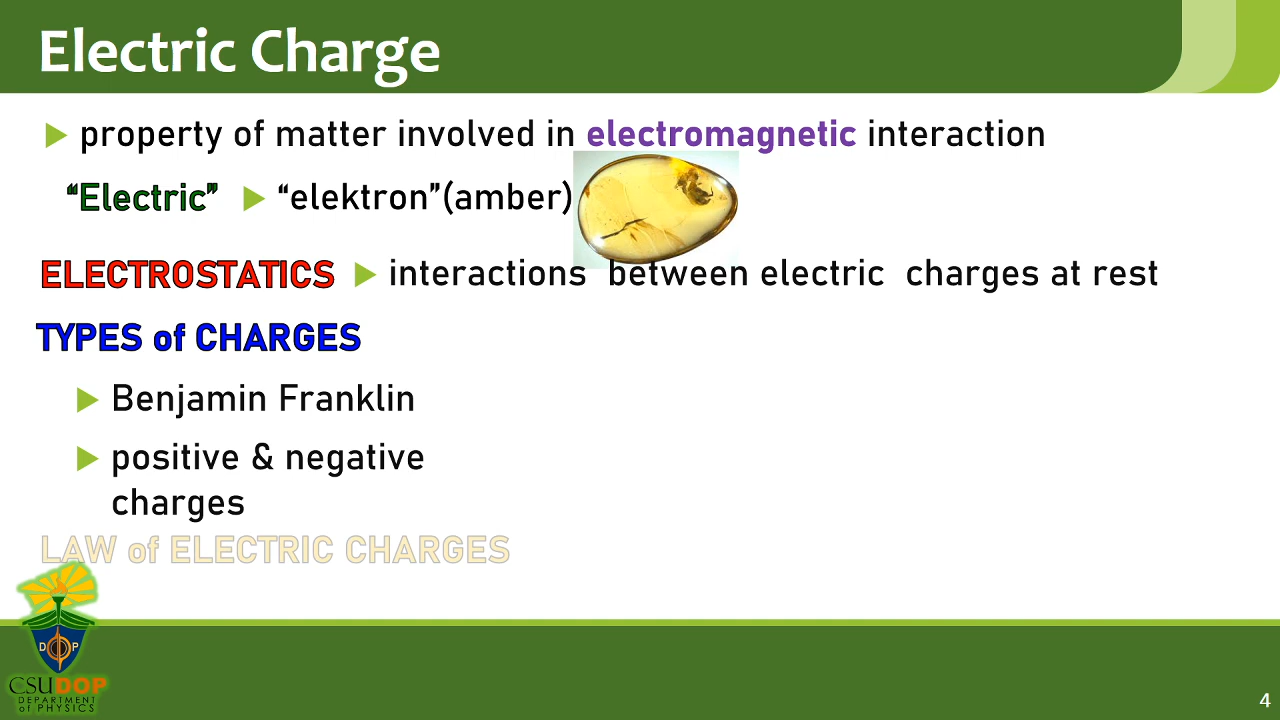 Electric Charge
property of matter involved in electromagnetic interaction
“Electric” “elektron”(amber)
ELECTROSTATICS interactions between electric charges at rest
TYPES of CHARGES
Benjamin Franklin
positive & negative
charges
LAW of ELECTRIC CHARGES
D P
CSUDOP
DEPARTMENT
of PHYSICS
4